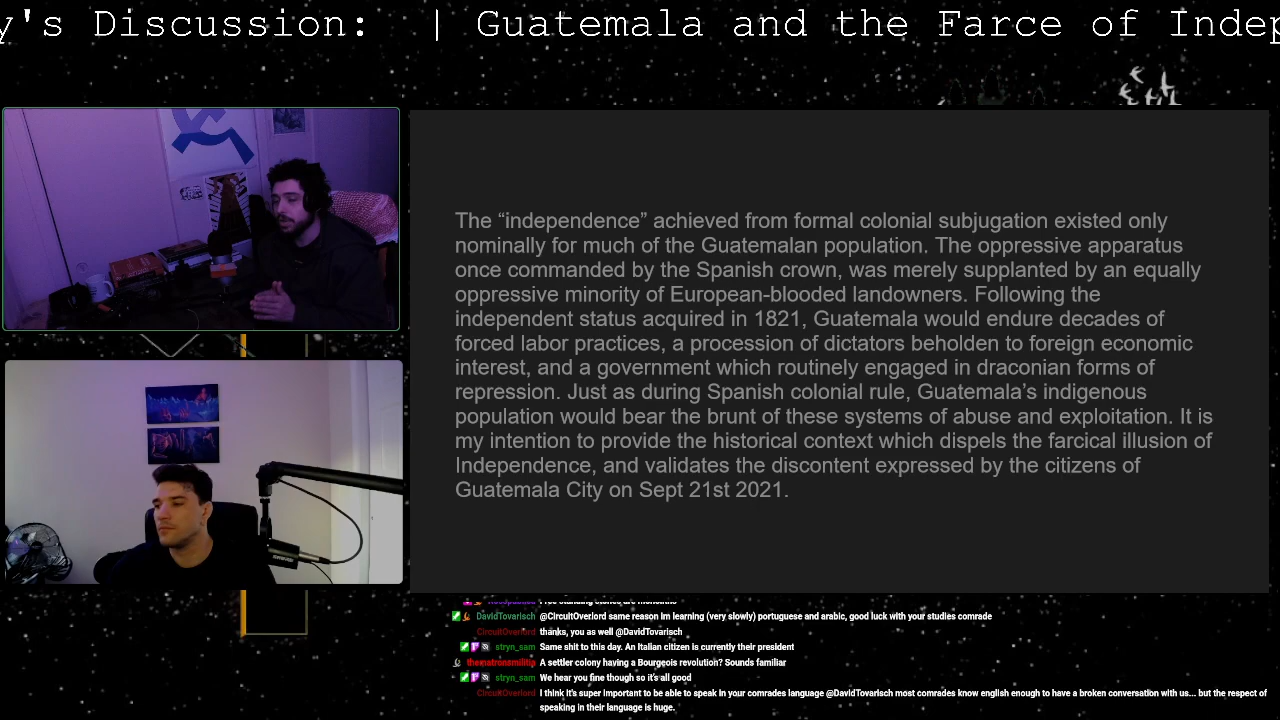 y's Discussion: | Guatemala and the Farce of Indep
The “independence” achieved from formal colonial subjugation existed only
nominally for much of the Guatemalan population. The oppressive apparatus
once commanded by the Spanish crown, was merely supplanted by an equally
oppressive minority of European-blooded landowners. Following the
independent status acquired in 1821, Guatemala would endure decades of
forced labor practices, a procession of dictators beholden to foreign economic
interest, and a government which routinely engaged in draconian forms of
repression. Just as during Spanish colonial rule, Guatemala’s indigenous
population would bear the brunt of these systems of abuse and exploitation. It is
my intention to provide the historical context which dispels the farcical illusion of
Independence, and validates the discontent expressed by the citizens of
Guatemala City on Sept 21st 2021.
DavidTovarisch @CircuitOverlord same reason im learning (very slowly) portuguese and arabic, good luck with your studies comrade
CircuitOverlord thanks, you as well @DavidTovarisch
stryn_sam Same shit to this day. An Italian citizen is currently their president
thematronsmilitia A settler colony having a Bourgeois revolution? Sounds familiar
stryn_sam We hear you fine though so it's all good
CircuitOverlord I think it's super important to be able to speak in your comrades language @DavidTovarisch most comrades know english enough to have a broken conversation with us... but the respect of
speaking in their language is huge.